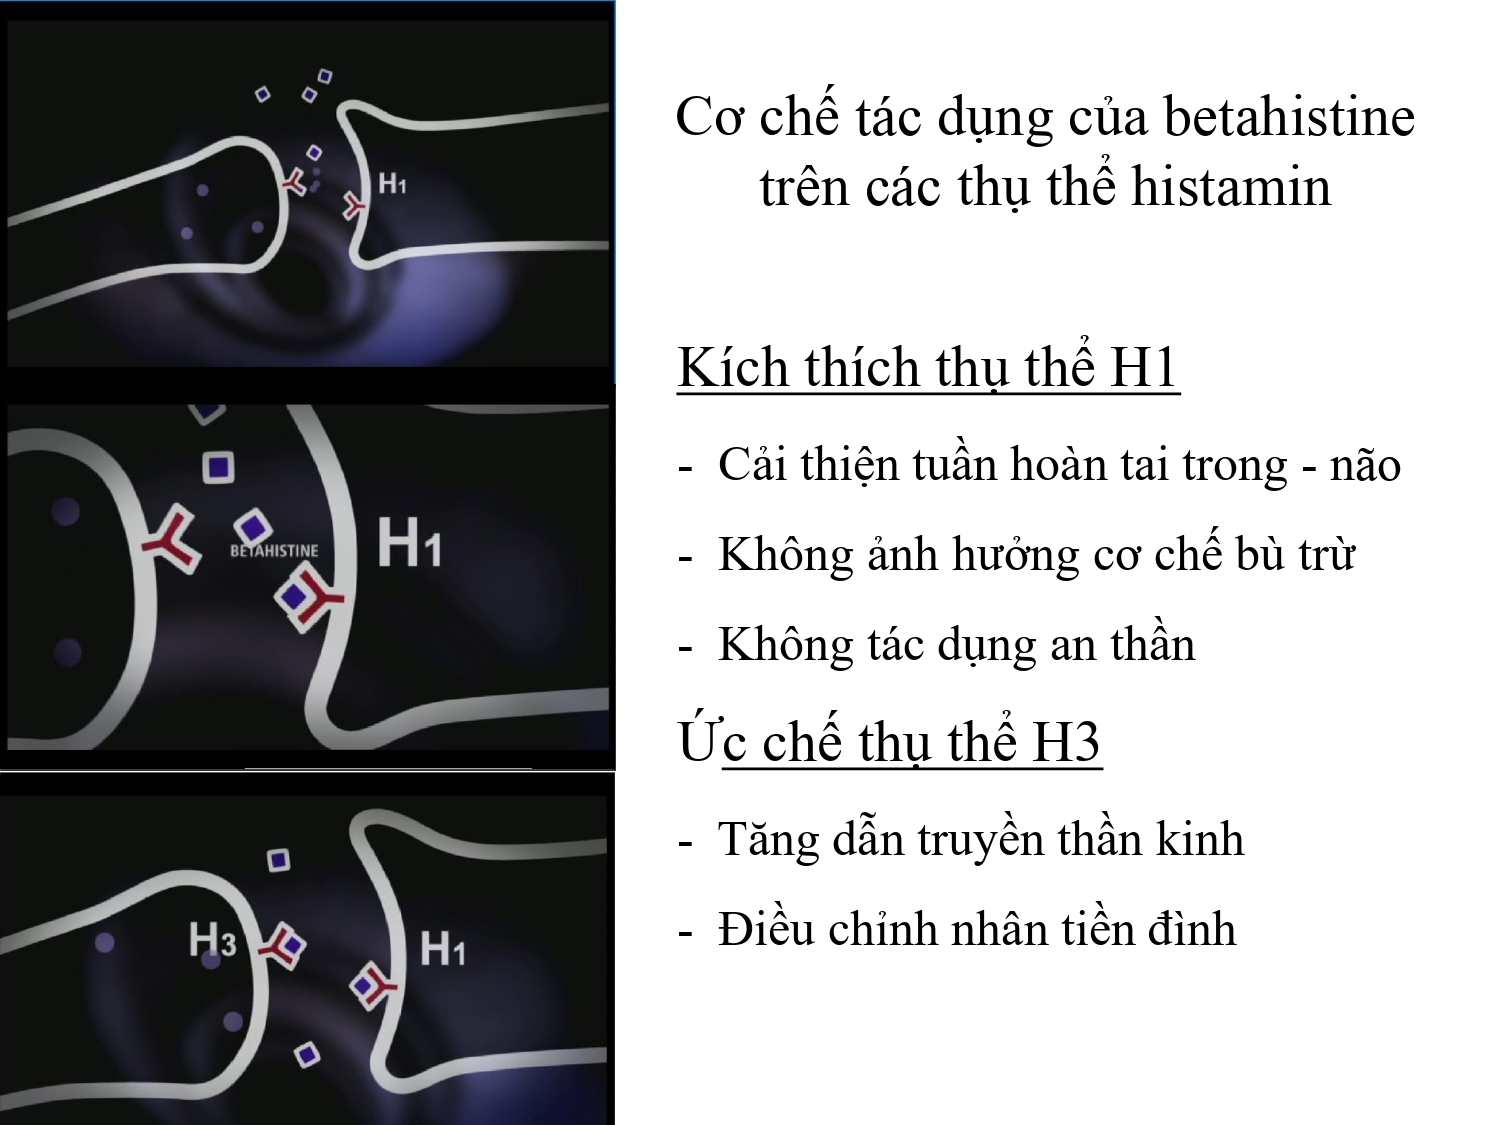 H1
BETAHISTINE
H1
H3
H1
Cơ chế tác dụng của betahistine
trên các thụ thể histamin
Kích thích thụ thể H1
- Cải thiện tuần hoàn tai trong - não
- Không ảnh hưởng cơ chế bù trừ
- Không tác dụng an thần
Ức chế thụ thể H3
- Tăng dẫn truyền thần kinh
- Điều chỉnh nhân tiền đình